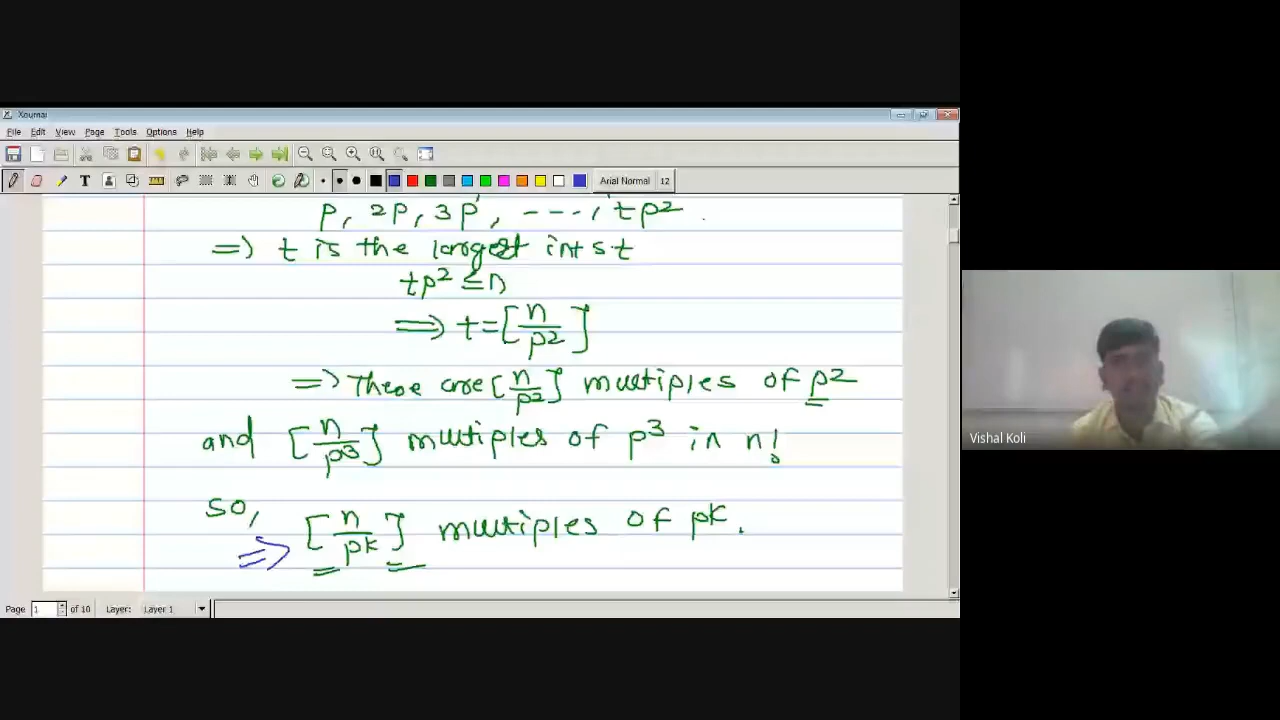 Xournal
File Edit View Page Tools Options Help
Arial Normal 12
p, 2p, 3p, ----, tp²
=> t is the largest int s.t
tp² ≤ n
=> t = [n/p²]
=> There are [n/p²] multiples of p²
and [n/p³] multiples of p³ in n!
so,
=> [n/pᵏ] multiples of pᵏ.
Vishal Koli
Page 1 of 10 Layer: Layer 1